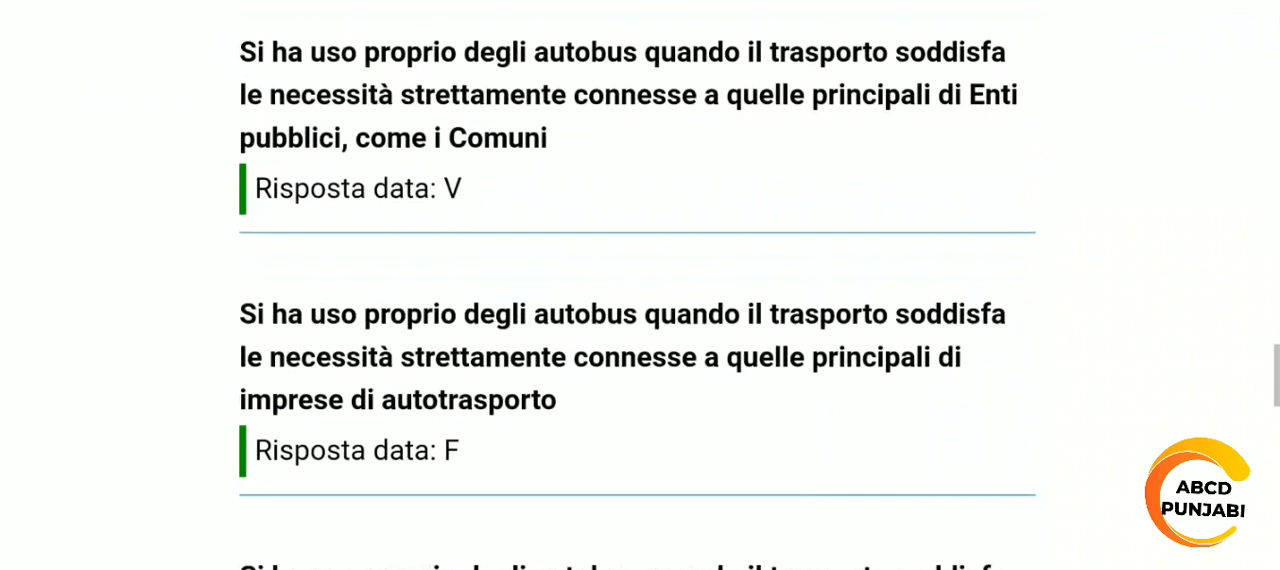 Si ha uso proprio degli autobus quando il trasporto soddisfa
le necessità strettamente connesse a quelle principali di Enti
pubblici, come i Comuni
Risposta data: V
Si ha uso proprio degli autobus quando il trasporto soddisfa
le necessità strettamente connesse a quelle principali di
imprese di autotrasporto
Risposta data: F
ABCD
PUNJABI